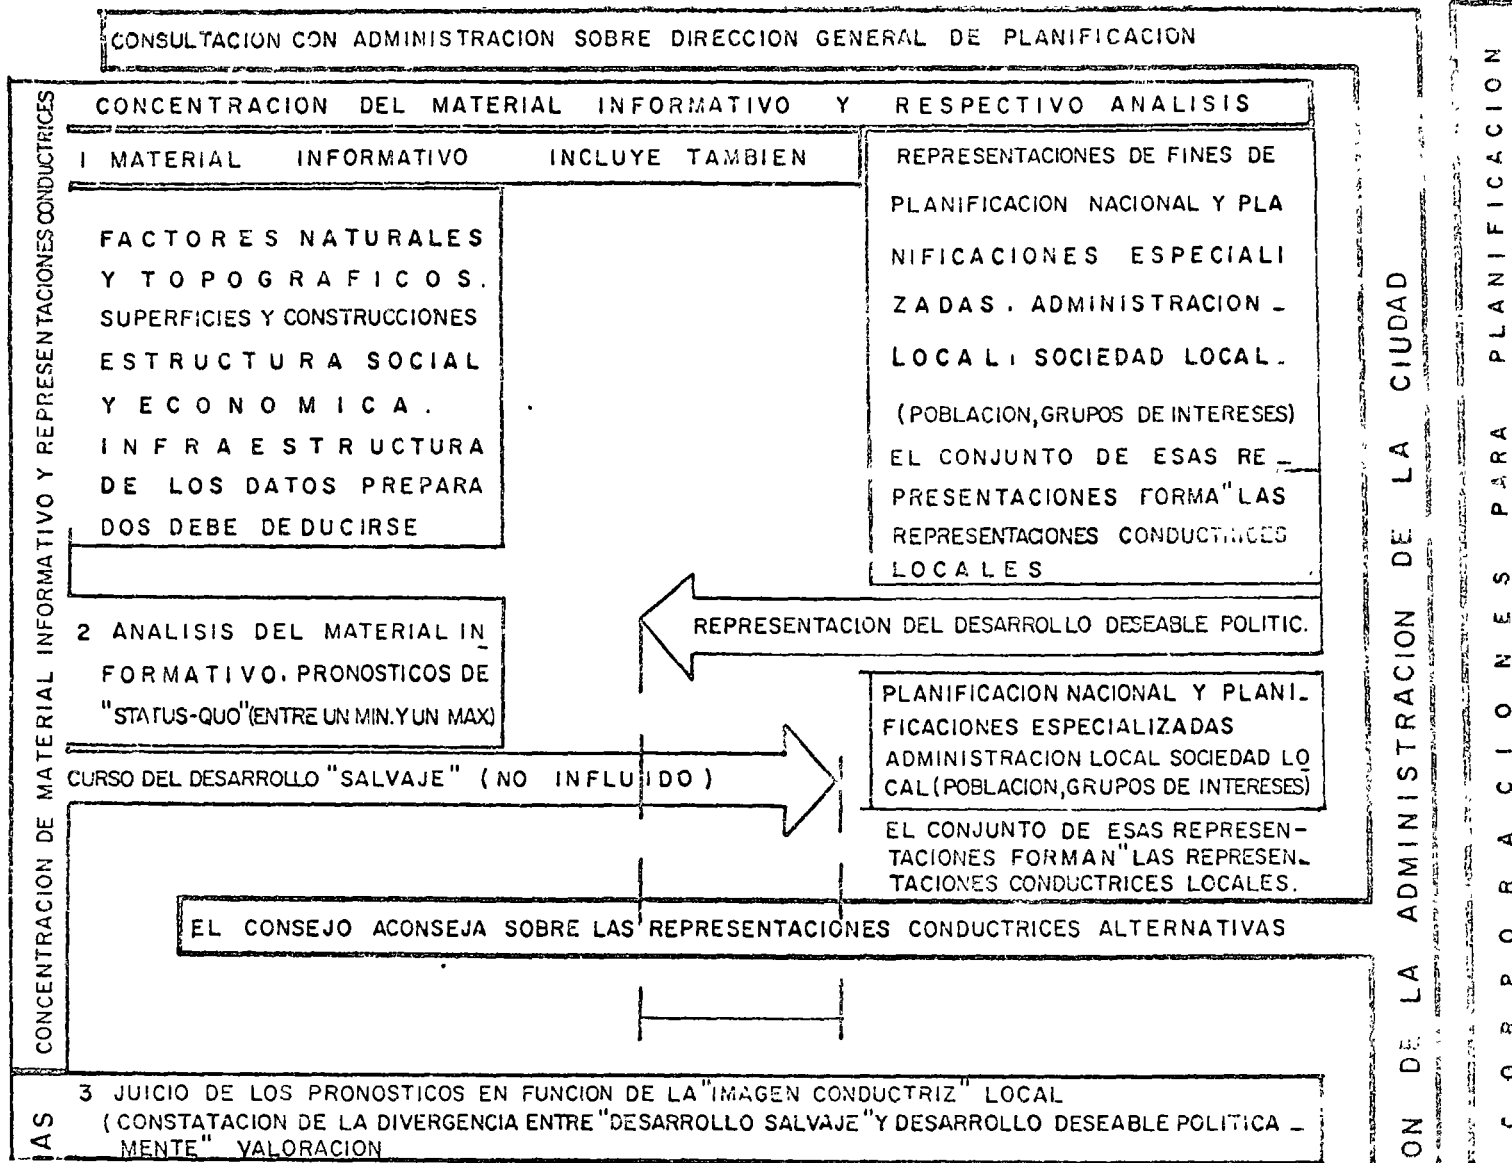 CONSULTACION CON ADMINISTRACION SOBRE DIRECCION GENERAL DE PLANIFICACION
CONCENTRACION DE MATERIAL INFORMATIVO Y REPRESENTACIONES CONDUCTRICES
CONCENTRACION DEL MATERIAL INFORMATIVO Y RESPECTIVO ANALISIS
1 MATERIAL INFORMATIVO INCLUYE TAMBIEN
FACTORES NATURALES
Y TOPOGRAFICOS.
SUPERFICIES Y CONSTRUCCIONES
ESTRUCTURA SOCIAL
Y ECONOMICA.
INFRAESTRUCTURA
DE LOS DATOS PREPARA
DOS DEBE DEDUCIRSE
REPRESENTACIONES DE FINES DE
PLANIFICACION NACIONAL Y PLA
NIFICACIONES ESPECIALI
ZADAS. ADMINISTRACION _
LOCAL: SOCIEDAD LOCAL_
(POBLACION, GRUPOS DE INTERESES)
EL CONJUNTO DE ESAS RE _
PRESENTACIONES FORMA "LAS
REPRESENTACIONES CONDUCTRICES
LOCALES
REPRESENTACION DEL DESARROLLO DESEABLE POLITIC.
2 ANALISIS DEL MATERIAL IN
FORMATIVO. PRONOSTICOS DE
"STATUS-QUO" (ENTRE UN MIN. Y UN MAX)
CURSO DEL DESARROLLO "SALVAJE" (NO INFLUIDO)
PLANIFICACION NACIONAL Y PLANI_
FICACIONES ESPECIALIZADAS
ADMINISTRACION LOCAL SOCIEDAD LO
CAL (POBLACION, GRUPOS DE INTERESES)
EL CONJUNTO DE ESAS REPRESEN-
TACIONES FORMAN "LAS REPRESEN_
TACIONES CONDUCTRICES LOCALES.
EL CONSEJO ACONSEJA SOBRE LAS REPRESENTACIONES CONDUCTRICES ALTERNATIVAS
3 JUICIO DE LOS PRONOSTICOS EN FUNCION DE LA "IMAGEN CONDUCTRIZ" LOCAL
(CONSTATACION DE LA DIVERGENCIA ENTRE "DESARROLLO SALVAJE" Y DESARROLLO DESEABLE POLITICA _
MENTE" VALORACION
AS
ON DE LA ADMINISTRACION DE LA CIUDAD
CORPORACIONES PARA PLANIFICACION